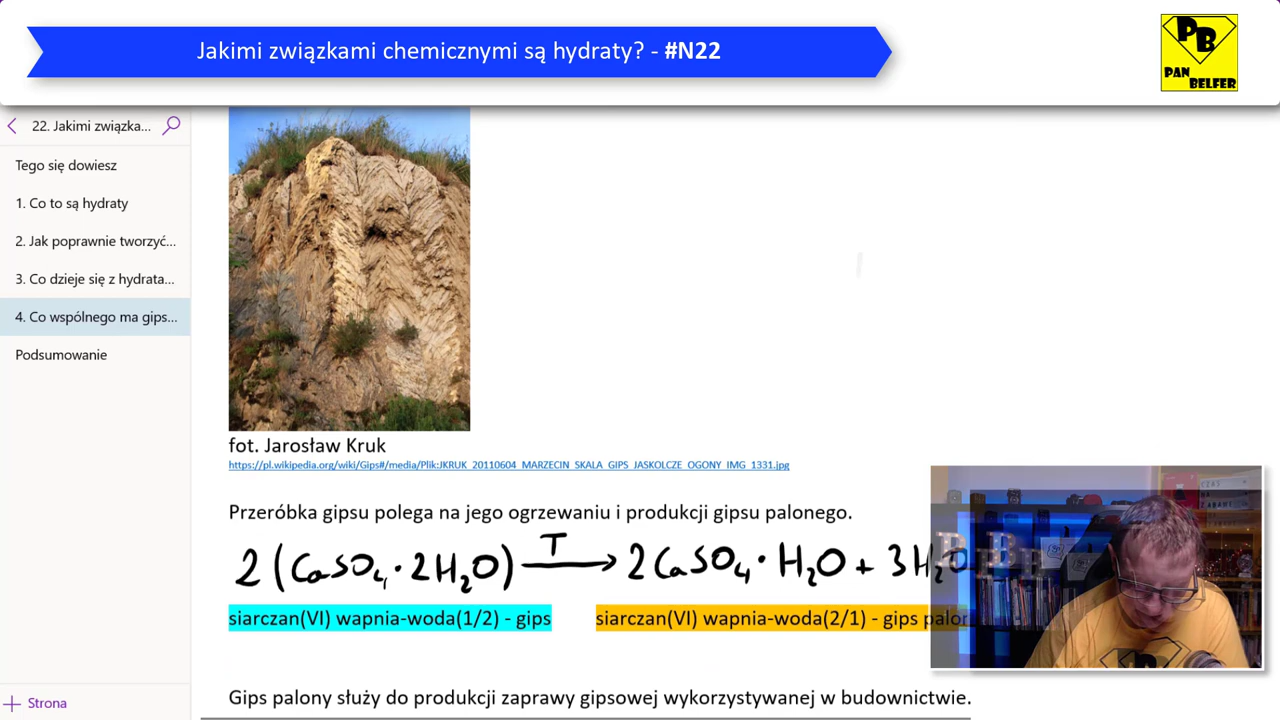 Jakimi związkami chemicznymi są hydraty? - #N22
PB
PAN
BELFER
22. Jakimi związka...
Tego się dowiesz
1. Co to są hydraty
2. Jak poprawnie tworzyć...
3. Co dzieje się z hydrata...
4. Co wspólnego ma gips...
Podsumowanie
Strona
fot. Jarosław Kruk
https://pl.wikipedia.org/wiki/Gips#/media/Plik:JKRUK_20110604_MARZECIN_SKALA_GIPS_JASKOLCZE_OGONY_IMG_1331.jpg
Przeróbka gipsu polega na jego ogrzewaniu i produkcji gipsu palonego.
2(CaSO₄·2H₂O) T→ 2CaSO₄·H₂O + 3H₂O
siarczan(VI) wapnia-woda(1/2) - gips
siarczan(VI) wapnia-woda(2/1) - gips palon
Gips palony służy do produkcji zaprawy gipsowej wykorzystywanej w budownictwie.